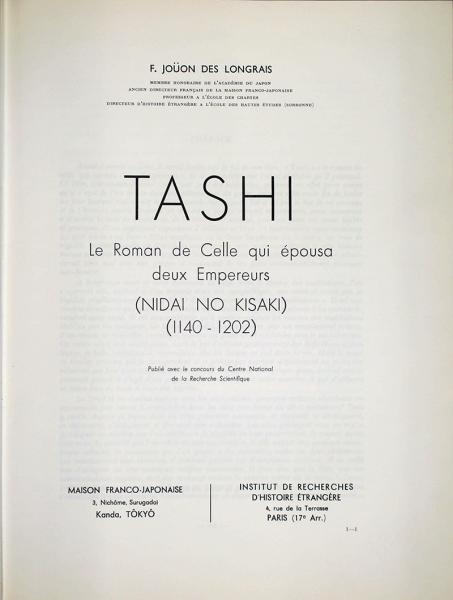 F. JOÜON DES LONGRAIS
MEMBRE HONORAIRE DE L'ACADÉMIE DU JAPON
ANCIEN DIRECTEUR FRANÇAIS DE LA MAISON FRANCO-JAPONAISE
PROFESSEUR A L'ÉCOLE DES CHARTES
DIRECTEUR D'HISTOIRE ÉTRANGÈRE A L'ÉCOLE DES HAUTES ÉTUDES (SORBONNE)
TASHI
Le Roman de Celle qui épousa
deux Empereurs
(NIDAI NO KISAKI)
(1140 - 1202)
Publié avec le concours du Centre National
de la Recherche Scientifique
MAISON FRANCO-JAPONAISE
3, Nichôme, Surugadai
Kanda, TÔKYÔ
INSTITUT DE RECHERCHES
D'HISTOIRE ÉTRANGÈRE
4, rue de la Terrasse
PARIS (17e Arr.)
1—1